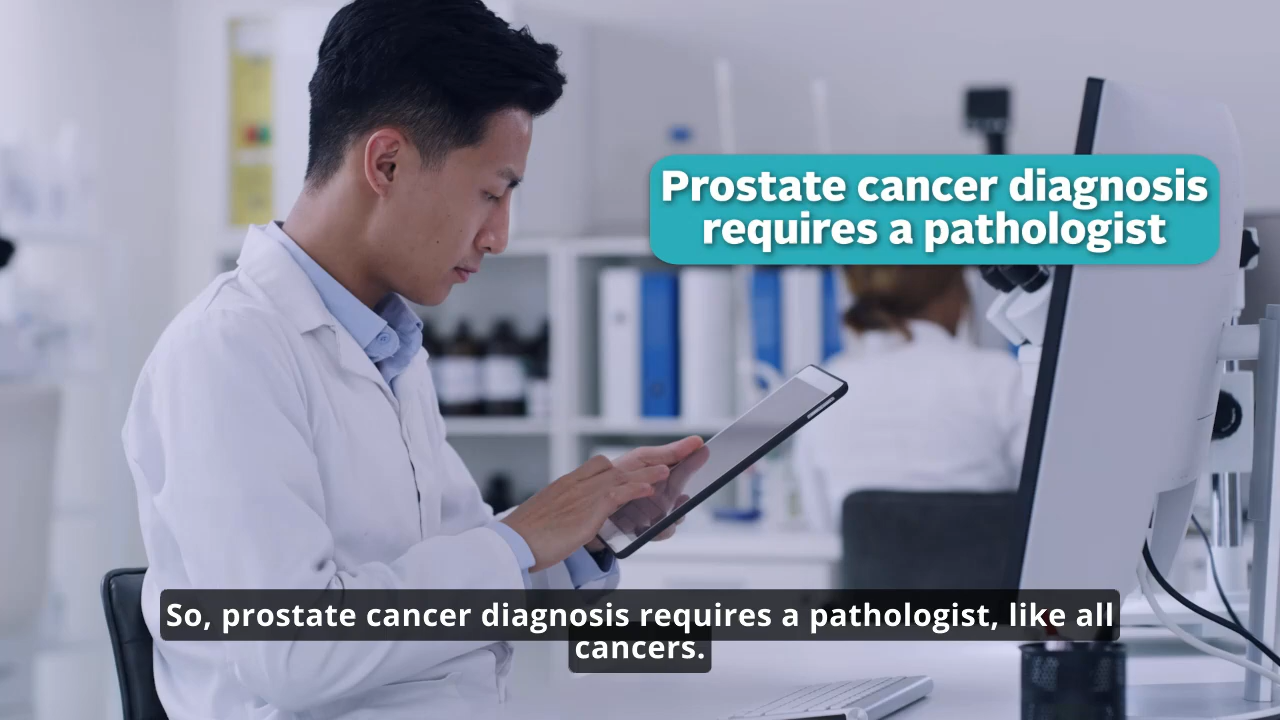 Prostate cancer diagnosis
requires a pathologist
So, prostate cancer diagnosis requires a pathologist, like all
cancers.